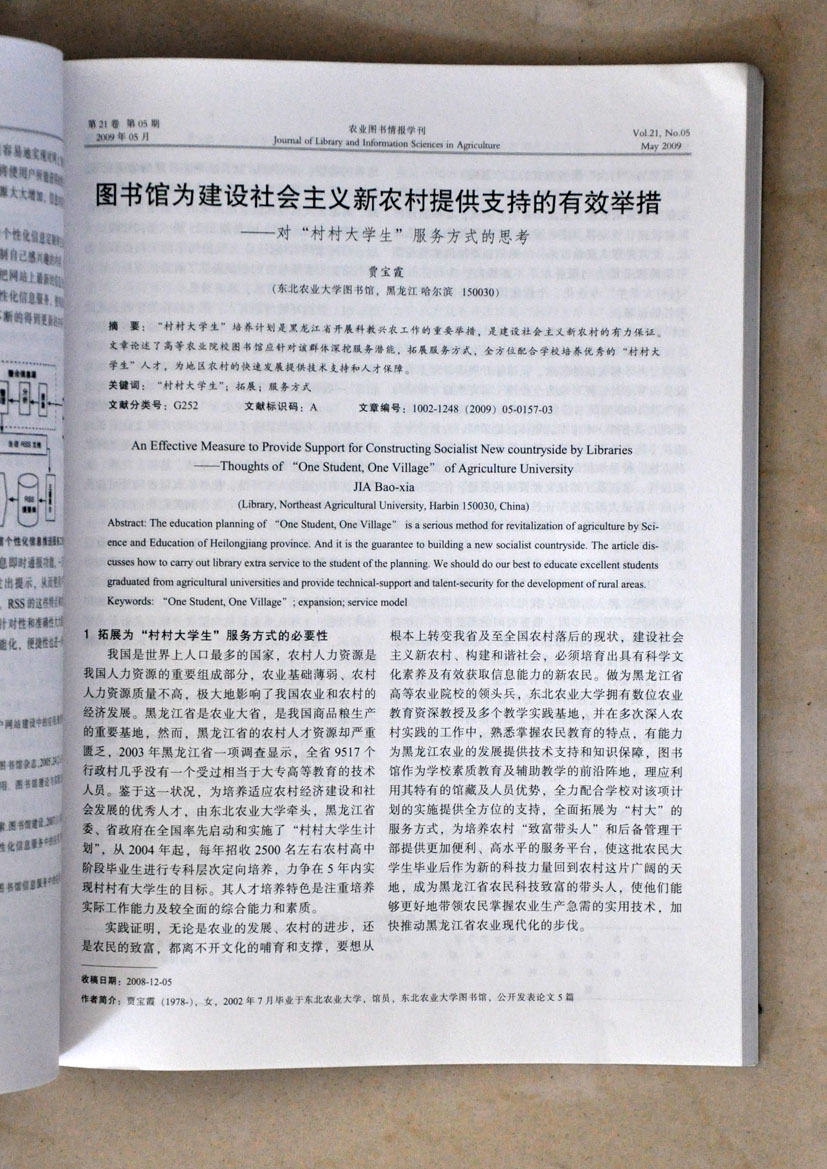 第 21 卷 第 05 期
2009 年 05 月
农业图书情报学刊
Journal of Library and Information Sciences in Agriculture
Vol.21, No.05
May 2009
图书馆为建设社会主义新农村提供支持的有效举措
——对“村村大学生”服务方式的思考
贾宝霞
(东北农业大学图书馆，黑龙江 哈尔滨 150030)
摘 要：“村村大学生”培养计划是黑龙江省开展科教兴农工作的重要举措，是建设社会主义新农村的有力保证。
文章论述了高等农业院校图书馆应针对该群体深挖服务潜能，拓展服务方式，全方位配合学校培养优秀的“村村大
学生”人才，为地区农村的快速发展提供技术支持和人才保障。
关键词：“村村大学生”；拓展；服务方式
文献分类号：G252 文献标识码：A 文章编号：1002-1248 (2009) 05-0157-03
An Effective Measure to Provide Support for Constructing Socialist New countryside by Libraries
——Thoughts of “One Student, One Village” of Agriculture University
JIA Bao-xia
(Library, Northeast Agricultural University, Harbin 150030, China)
Abstract: The education planning of “One Student, One Village” is a serious method for revitalization of agriculture by Sci-
ence and Education of Heilongjiang province. And it is the guarantee to building a new socialist countryside. The article dis-
cusses how to carry out library extra service to the student of the planning. We should do our best to educate excellent students
graduated from agricultural universities and provide technical-support and talent-security for the development of rural areas.
Keywords: “One Student, One Village”; expansion; service model
1 拓展为“村村大学生”服务方式的必要性
我国是世界上人口最多的国家，农村人力资源是
我国人力资源的重要组成部分，农业基础薄弱、农村
人力资源质量不高，极大地影响了我国农业和农村的
经济发展。黑龙江省是农业大省，是我国商品粮生产
的重要基地，然而，黑龙江省的农村人才资源却严重
匮乏，2003 年黑龙江省一项调查显示，全省 9517 个
行政村几乎没有一个受过相当于大专高等教育的技术
人员。鉴于这一状况，为培养适应农村经济建设和社
会发展的优秀人才，由东北农业大学牵头，黑龙江省
委、省政府在全国率先启动和实施了“村村大学生计
划”，从 2004 年起，每年招收 2500 名左右农村高中
阶段毕业生进行专科层次定向培养，力争在 5 年内实
现村村有大学生的目标。其人才培养特色是注重培养
实际工作能力及较全面的综合能力和素质。
实践证明，无论是农业的发展、农村的进步，还
是农民的致富，都离不开文化的哺育和支撑，要想从
根本上转变我省及至全国农村落后的现状，建设社会
主义新农村、构建和谐社会，必须培育出具有科学文
化素养及有效获取信息能力的新农民。做为黑龙江省
高等农业院校的领头兵，东北农业大学拥有数位农业
教育资深教授及多个教学实践基地，并在多次深入农
村实践的工作中，熟悉掌握农民教育的特点，有能力
为黑龙江农业的发展提供技术支持和知识保障，图书
馆作为学校素质教育及辅助教学的前沿阵地，理应利
用其特有的馆藏及人员优势，全力配合学校对该项计
划的实施提供全方位的支持，全面拓展为“村大”的
服务方式，为培养农村“致富带头人”和后备管理干
部提供更加便利、高水平的服务平台，使这批农民大
学生毕业后作为新的科技力量回到农村这片广阔的天
地，成为黑龙江省农民科技致富的带头人，使他们能
够更好地带领农民掌握农业生产急需的实用技术，加
快推动黑龙江省农业现代化的步伐。
收稿日期：2008-12-05
作者简介：贾宝霞 (1978-)，女，2002 年 7 月毕业于东北农业大学，馆员，东北农业大学图书馆，公开发表论文 5 篇